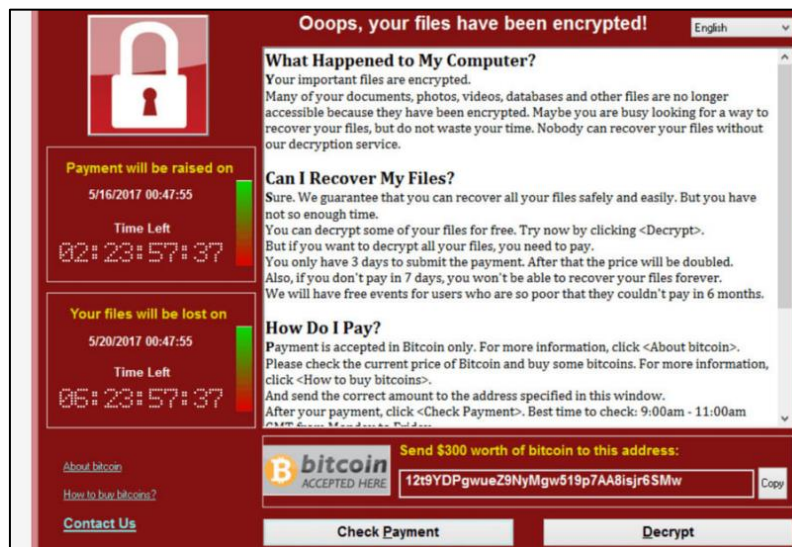 Ooops, your files have been encrypted!
English
Payment will be raised on
5/16/2017 00:47:55
Time Left
02:23:57:37
Your files will be lost on
5/20/2017 00:47:55
Time Left
06:23:57:37
About bitcoin
How to buy bitcoins?
Contact Us
What Happened to My Computer?
Your important files are encrypted.
Many of your documents, photos, videos, databases and other files are no longer
accessible because they have been encrypted. Maybe you are busy looking for a way to
recover your files, but do not waste your time. Nobody can recover your files without
our decryption service.
Can I Recover My Files?
Sure. We guarantee that you can recover all your files safely and easily. But you have
not so enough time.
You can decrypt some of your files for free. Try now by clicking <Decrypt>.
But if you want to decrypt all your files, you need to pay.
You only have 3 days to submit the payment. After that the price will be doubled.
Also, if you don't pay in 7 days, you won't be able to recover your files forever.
We will have free events for users who are so poor that they couldn't pay in 6 months.
How Do I Pay?
Payment is accepted in Bitcoin only. For more information, click <About bitcoin>.
Please check the current price of Bitcoin and buy some bitcoins. For more information,
click <How to buy bitcoins>.
And send the correct amount to the address specified in this window.
After your payment, click <Check Payment>. Best time to check: 9:00am - 11:00am
GMT from Monday to Friday
bitcoin
ACCEPTED HERE
Send $300 worth of bitcoin to this address:
12t9YDPgwueZ9NyMgw519p7AA8isjr6SMw
Copy
Check Payment
Decrypt